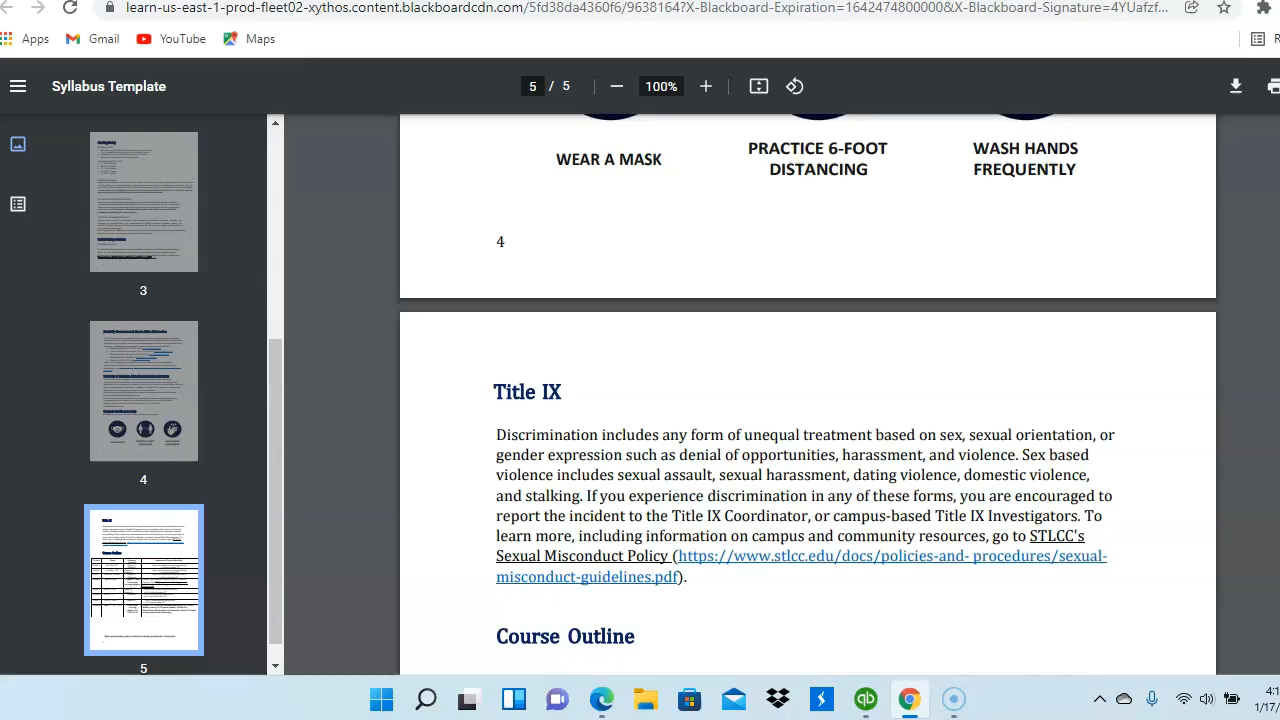 learn-us-east-1-prod-fleet02-xythos.content.blackboardcdn.com/5fd38da4360f6/9638164?X-Blackboard-Expiration=1642474800000&X-Blackboard-Signature=4YUafzf...
Apps Gmail YouTube Maps
Syllabus Template 5 / 5 100%
WEAR A MASK
PRACTICE 6-FOOT
DISTANCING
WASH HANDS
FREQUENTLY
4
3
4
5
Title IX
Discrimination includes any form of unequal treatment based on sex, sexual orientation, or
gender expression such as denial of opportunities, harassment, and violence. Sex based
violence includes sexual assault, sexual harassment, dating violence, domestic violence,
and stalking. If you experience discrimination in any of these forms, you are encouraged to
report the incident to the Title IX Coordinator, or campus-based Title IX Investigators. To
learn more, including information on campus and community resources, go to STLCC's
Sexual Misconduct Policy (https://www.stlcc.edu/docs/policies-and- procedures/sexual-
misconduct-guidelines.pdf).
Course Outline
1/17/